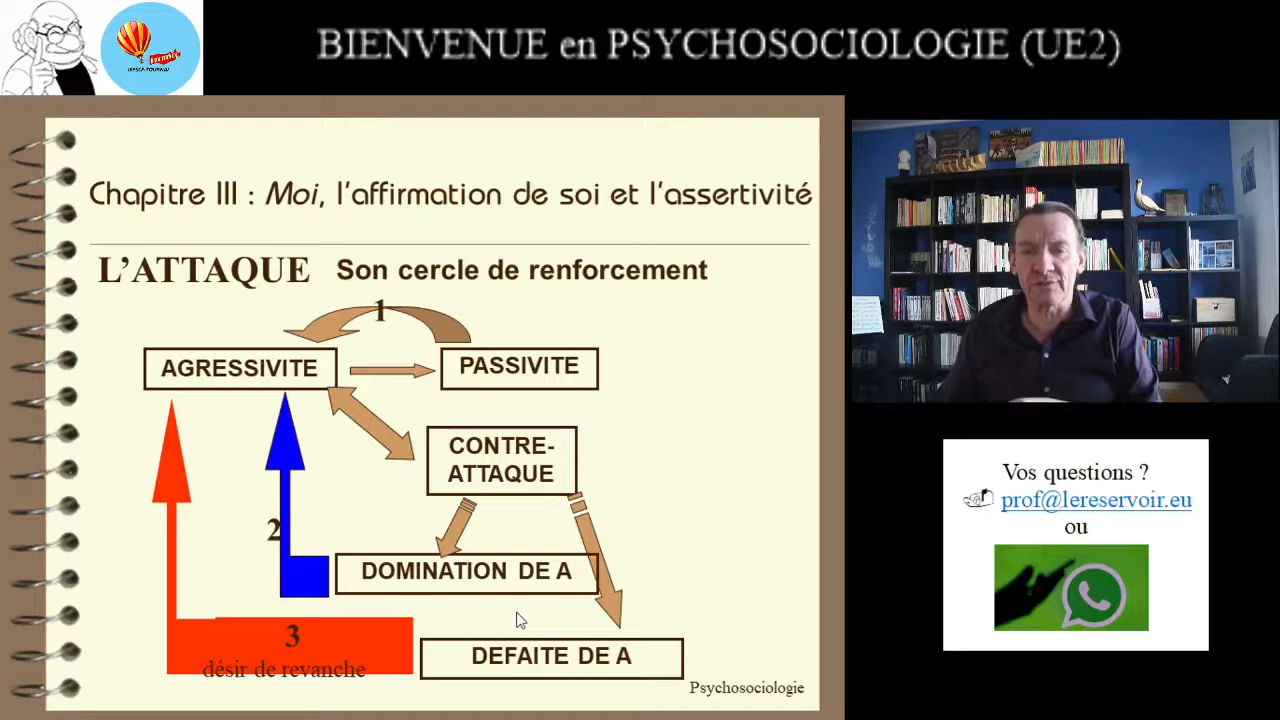 BIENVENUE en PSYCHOSOCIOLOGIE (UE2)
IEPSCF-TOURNAI
Chapitre III : Moi, l'affirmation de soi et l'assertivité
L'ATTAQUE Son cercle de renforcement
1
AGRESSIVITE
PASSIVITE
CONTRE-
ATTAQUE
2
DOMINATION DE A
3
désir de revanche
DEFAITE DE A
Psychosociologie
Vos questions ?
prof@lereservoir.eu
ou